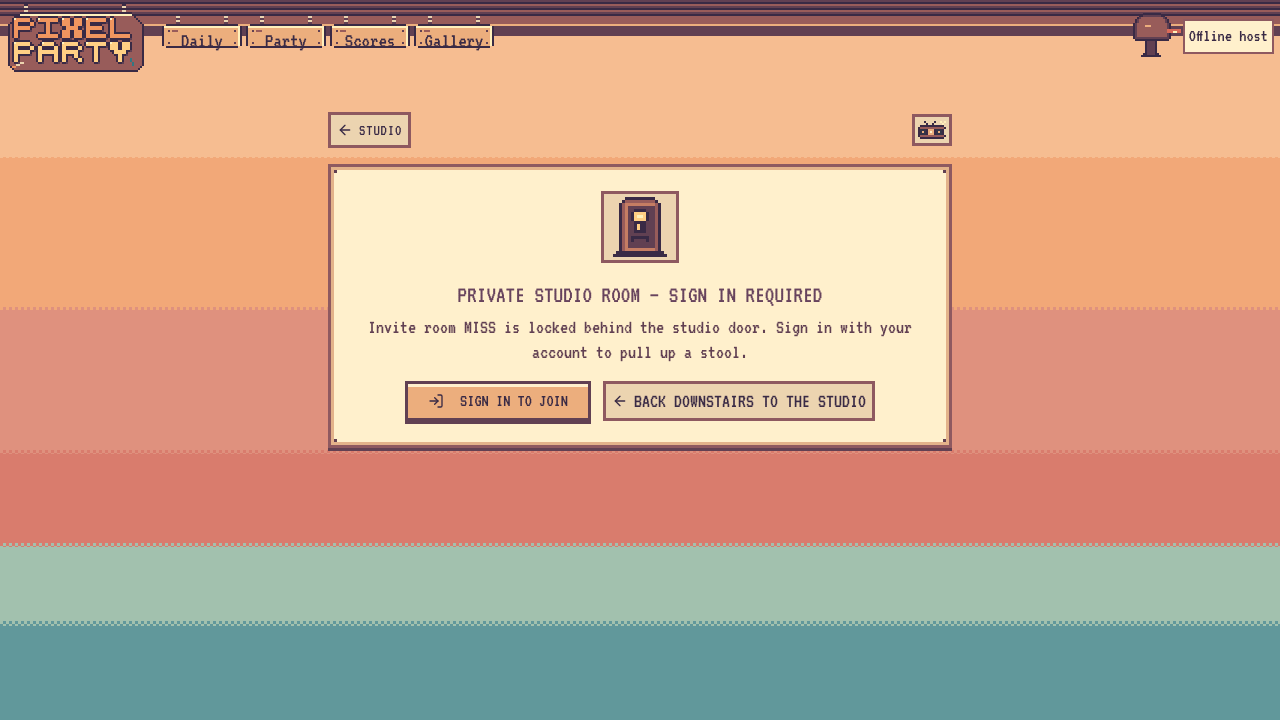 PIXEL
PARTY
Daily
Party
Scores
Gallery
Offline host
STUDIO
PRIVATE STUDIO ROOM — SIGN IN REQUIRED
Invite room MISS is locked behind the studio door. Sign in with your
account to pull up a stool.
SIGN IN TO JOIN
BACK DOWNSTAIRS TO THE STUDIO